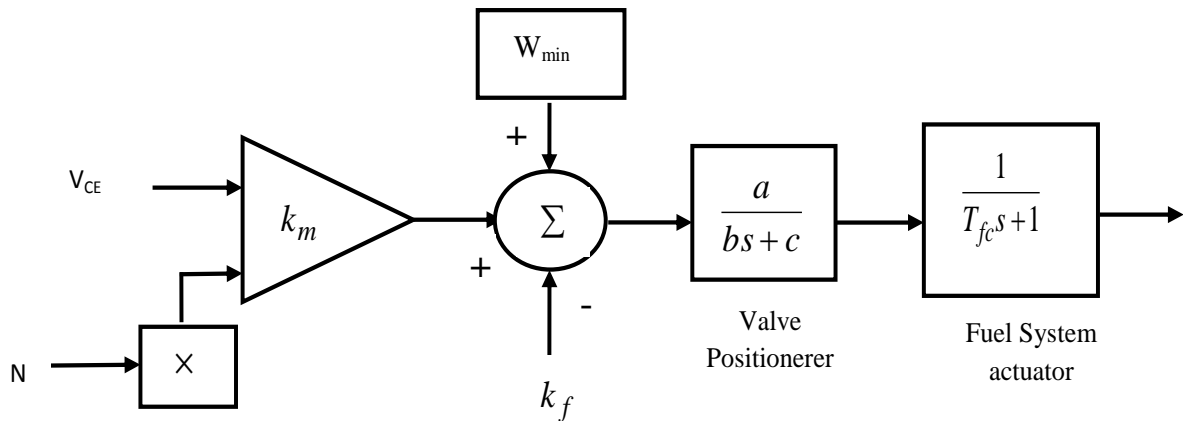 W_min
+
V_CE
k_m
Σ
a
bs + c
1
T_fc s + 1
+
-
N
×
k_f
Valve
Positionerer
Fuel System
actuator